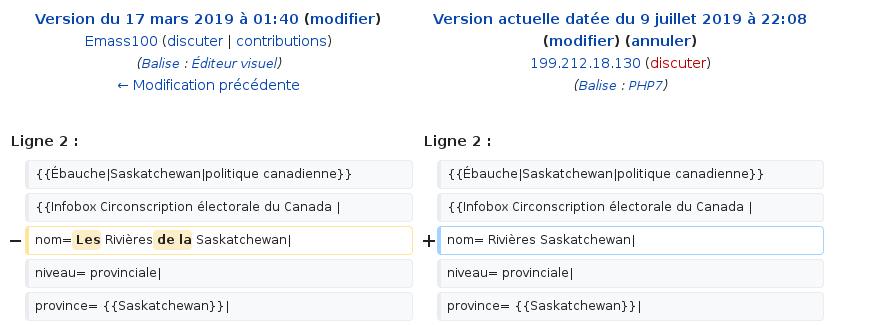 Version du 17 mars 2019 à 01:40 (modifier)
Emass100 (discuter | contributions)
(Balise : Éditeur visuel)
← Modification précédente
Version actuelle datée du 9 juillet 2019 à 22:08
(modifier) (annuler)
199.212.18.130 (discuter)
(Balise : PHP7)
Ligne 2 :
Ligne 2 :
{{Ébauche|Saskatchewan|politique canadienne}}
{{Ébauche|Saskatchewan|politique canadienne}}
{{Infobox Circonscription électorale du Canada |
{{Infobox Circonscription électorale du Canada |
− nom= Les Rivières de la Saskatchewan|
+ nom= Rivières Saskatchewan|
niveau= provinciale|
niveau= provinciale|
province= {{Saskatchewan}}|
province= {{Saskatchewan}}|